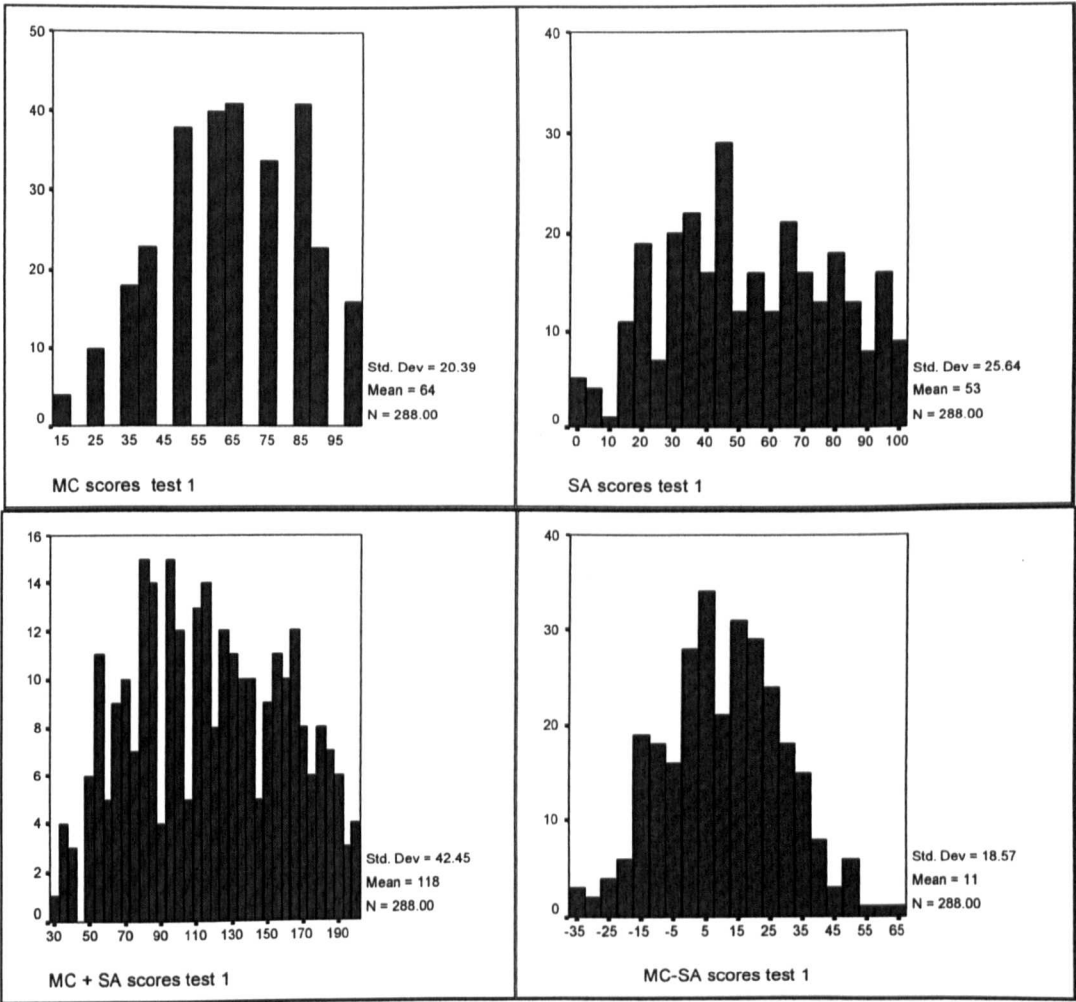 50
40
30
20
10
0
15 25 35 45 55 65 75 85 95
Std. Dev = 20.39
Mean = 64
N = 288.00
MC scores test 1
40
30
20
10
0
0 10 20 30 40 50 60 70 80 90 100
Std. Dev = 25.64
Mean = 53
N = 288.00
SA scores test 1
16
14
12
10
8
6
4
2
0
30 50 70 90 110 130 150 170 190
Std. Dev = 42.45
Mean = 118
N = 288.00
MC + SA scores test 1
40
30
20
10
0
-35 -25 -15 -5 5 15 25 35 45 55 65
Std. Dev = 18.57
Mean = 11
N = 288.00
MC-SA scores test 1